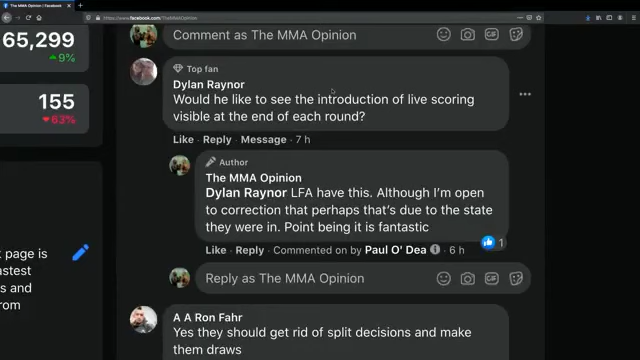 The MMA Opinion | Facebook
https://www.facebook.com/TheMMAOpinion
65,299
9%
155
63%
page is
astest
s and
rom
Comment as The MMA Opinion
GIF
Top fan
Dylan Raynor
Would he like to see the introduction of live scoring
visible at the end of each round?
Like · Reply · Message · 7 h
Author
The MMA Opinion
Dylan Raynor LFA have this. Although I'm open
to correction that perhaps that's due to the state
they were in. Point being it is fantastic
1
Like · Reply · Commented on by Paul O' Dea · 6 h
Reply as The MMA Opinion
GIF
A A Ron Fahr
Yes they should get rid of split decisions and make
them draws